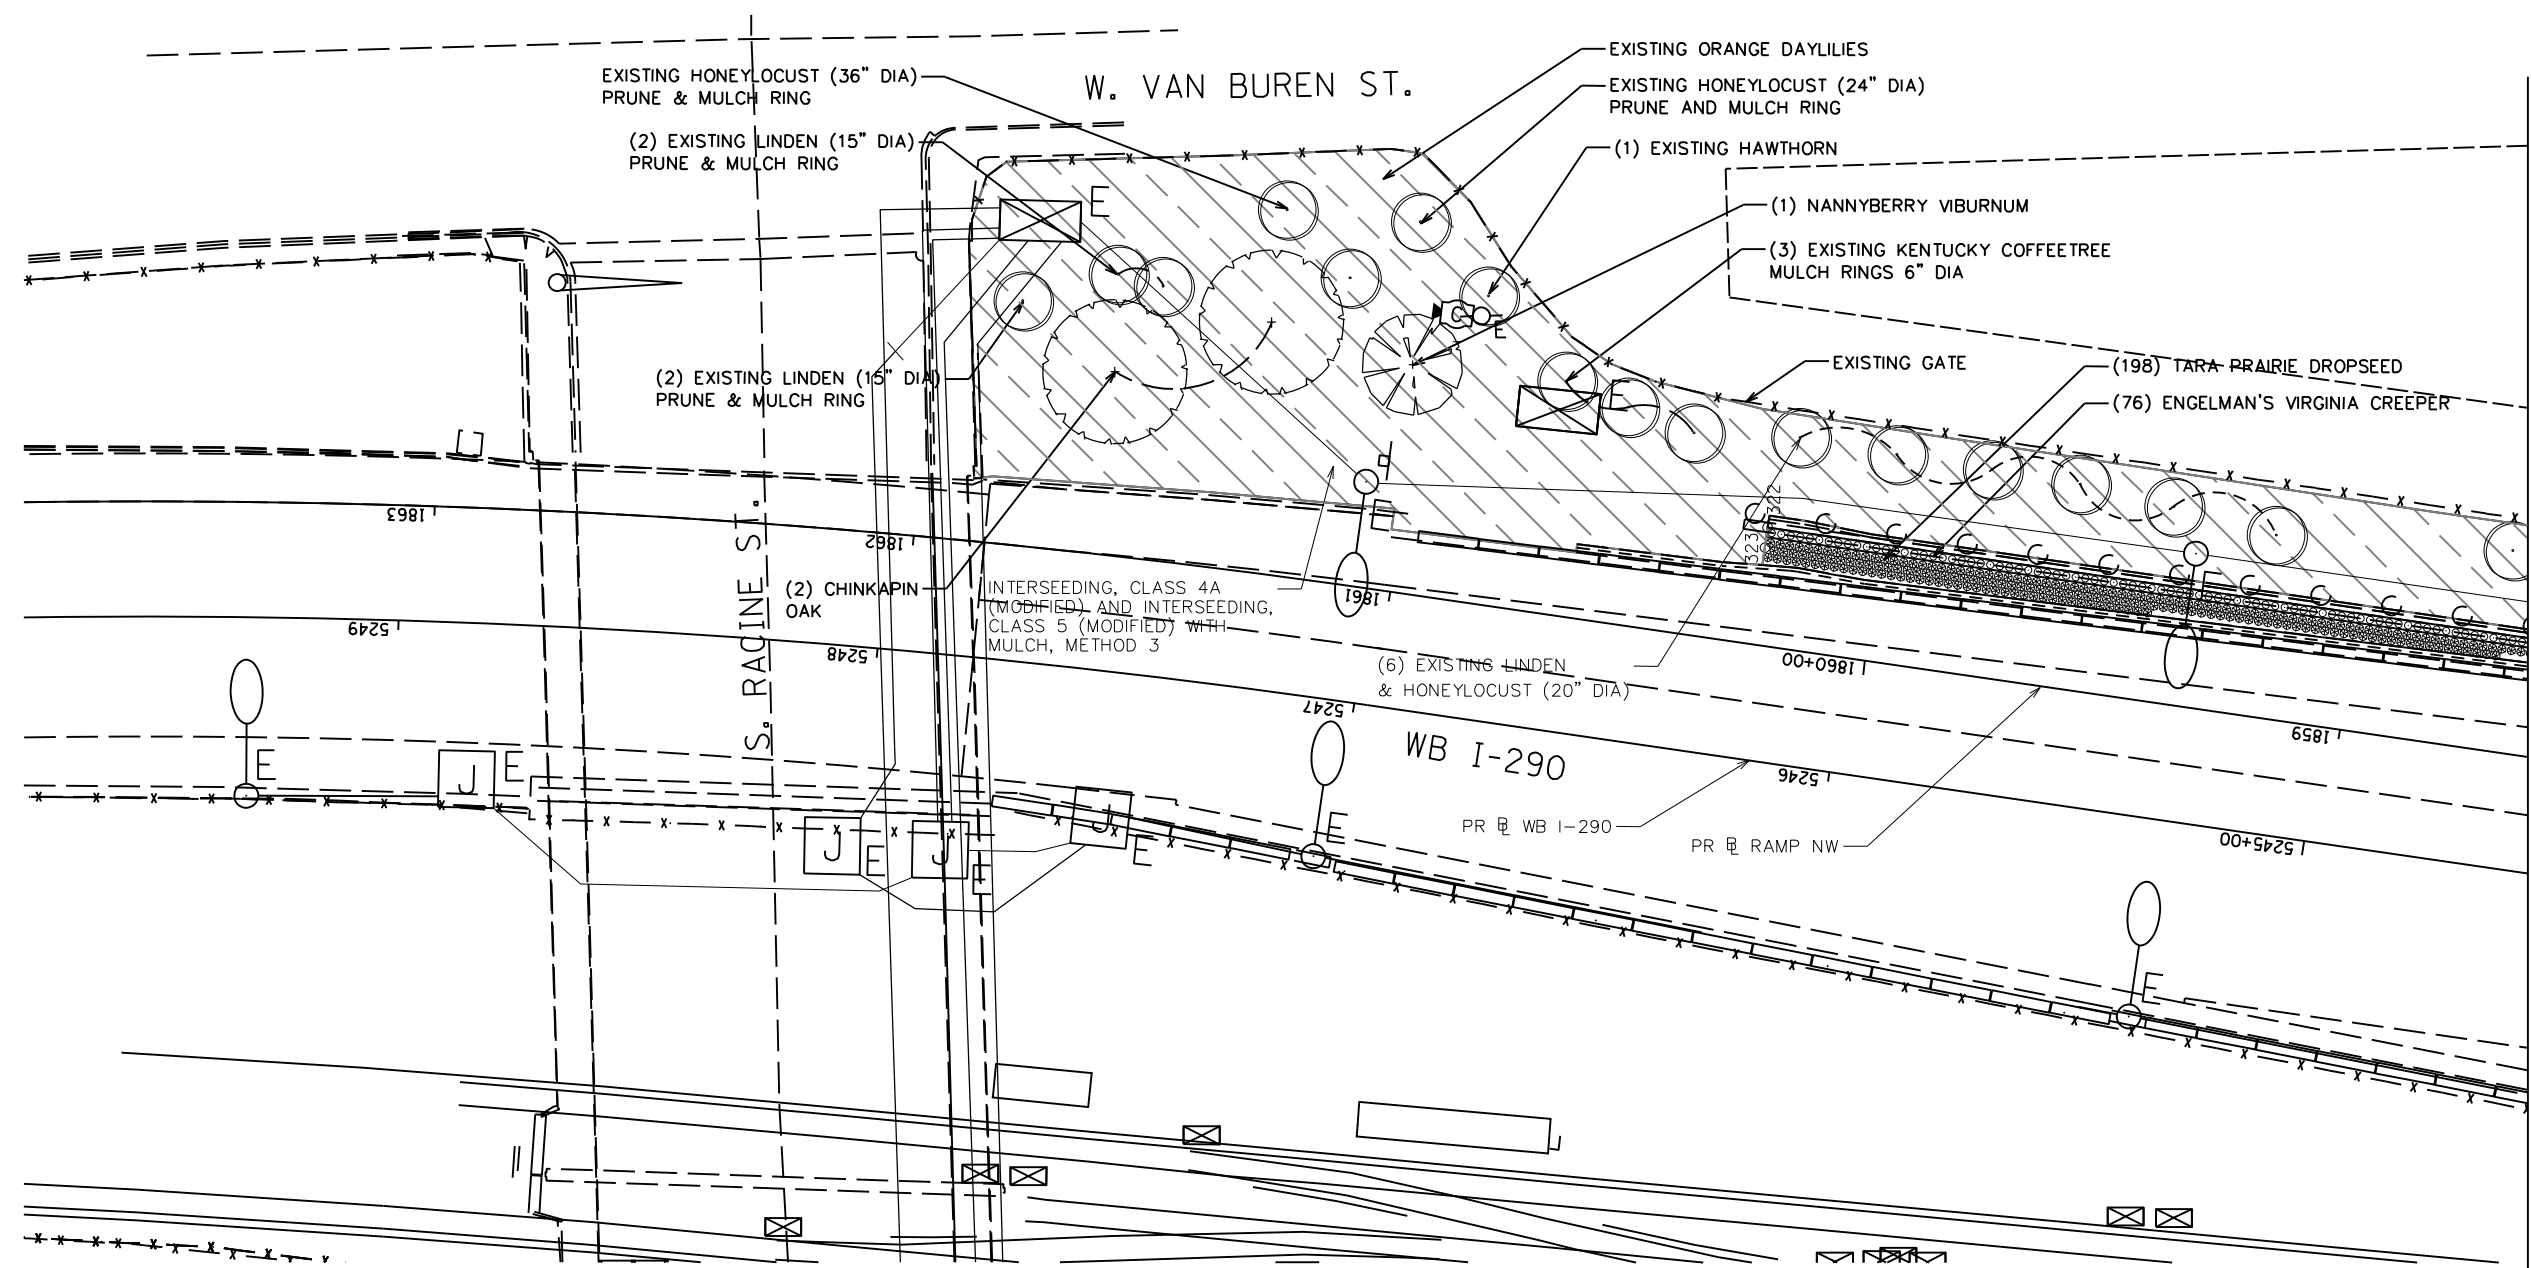 EXISTING HONEYLOCUST (36" DIA)
PRUNE & MULCH RING
(2) EXISTING LINDEN (15" DIA)
PRUNE & MULCH RING
W. VAN BUREN ST.
EXISTING ORANGE DAYLILIES
EXISTING HONEYLOCUST (24" DIA)
PRUNE AND MULCH RING
(1) EXISTING HAWTHORN
(1) NANNYBERRY VIBURNUM
(3) EXISTING KENTUCKY COFFEETREE
MULCH RINGS 6" DIA
EXISTING GATE
(198) TARA PRAIRIE DROPSEED
(76) ENGELMAN'S VIRGINIA CREEPER
(2) EXISTING LINDEN (15" DIA)
PRUNE & MULCH RING
(2) CHINKAPIN
OAK
INTERSEEDING, CLASS 4A
(MODIFIED) AND INTERSEEDING,
CLASS 5 (MODIFIED) WITH
MULCH, METHOD 3
(6) EXISTING LINDEN
& HONEYLOCUST (20" DIA)
S. RACINE ST.
WB I-290
PR BL WB I-290
PR BL RAMP NW
1863
1862
1861
1860+00
1859
5249
5248
5247
5246
5245+00
E
E
E
E
E
E
E
E
E
E
E
E
J
J
J
J
C
C
C
C
C
C
C
C
C
C
C
C